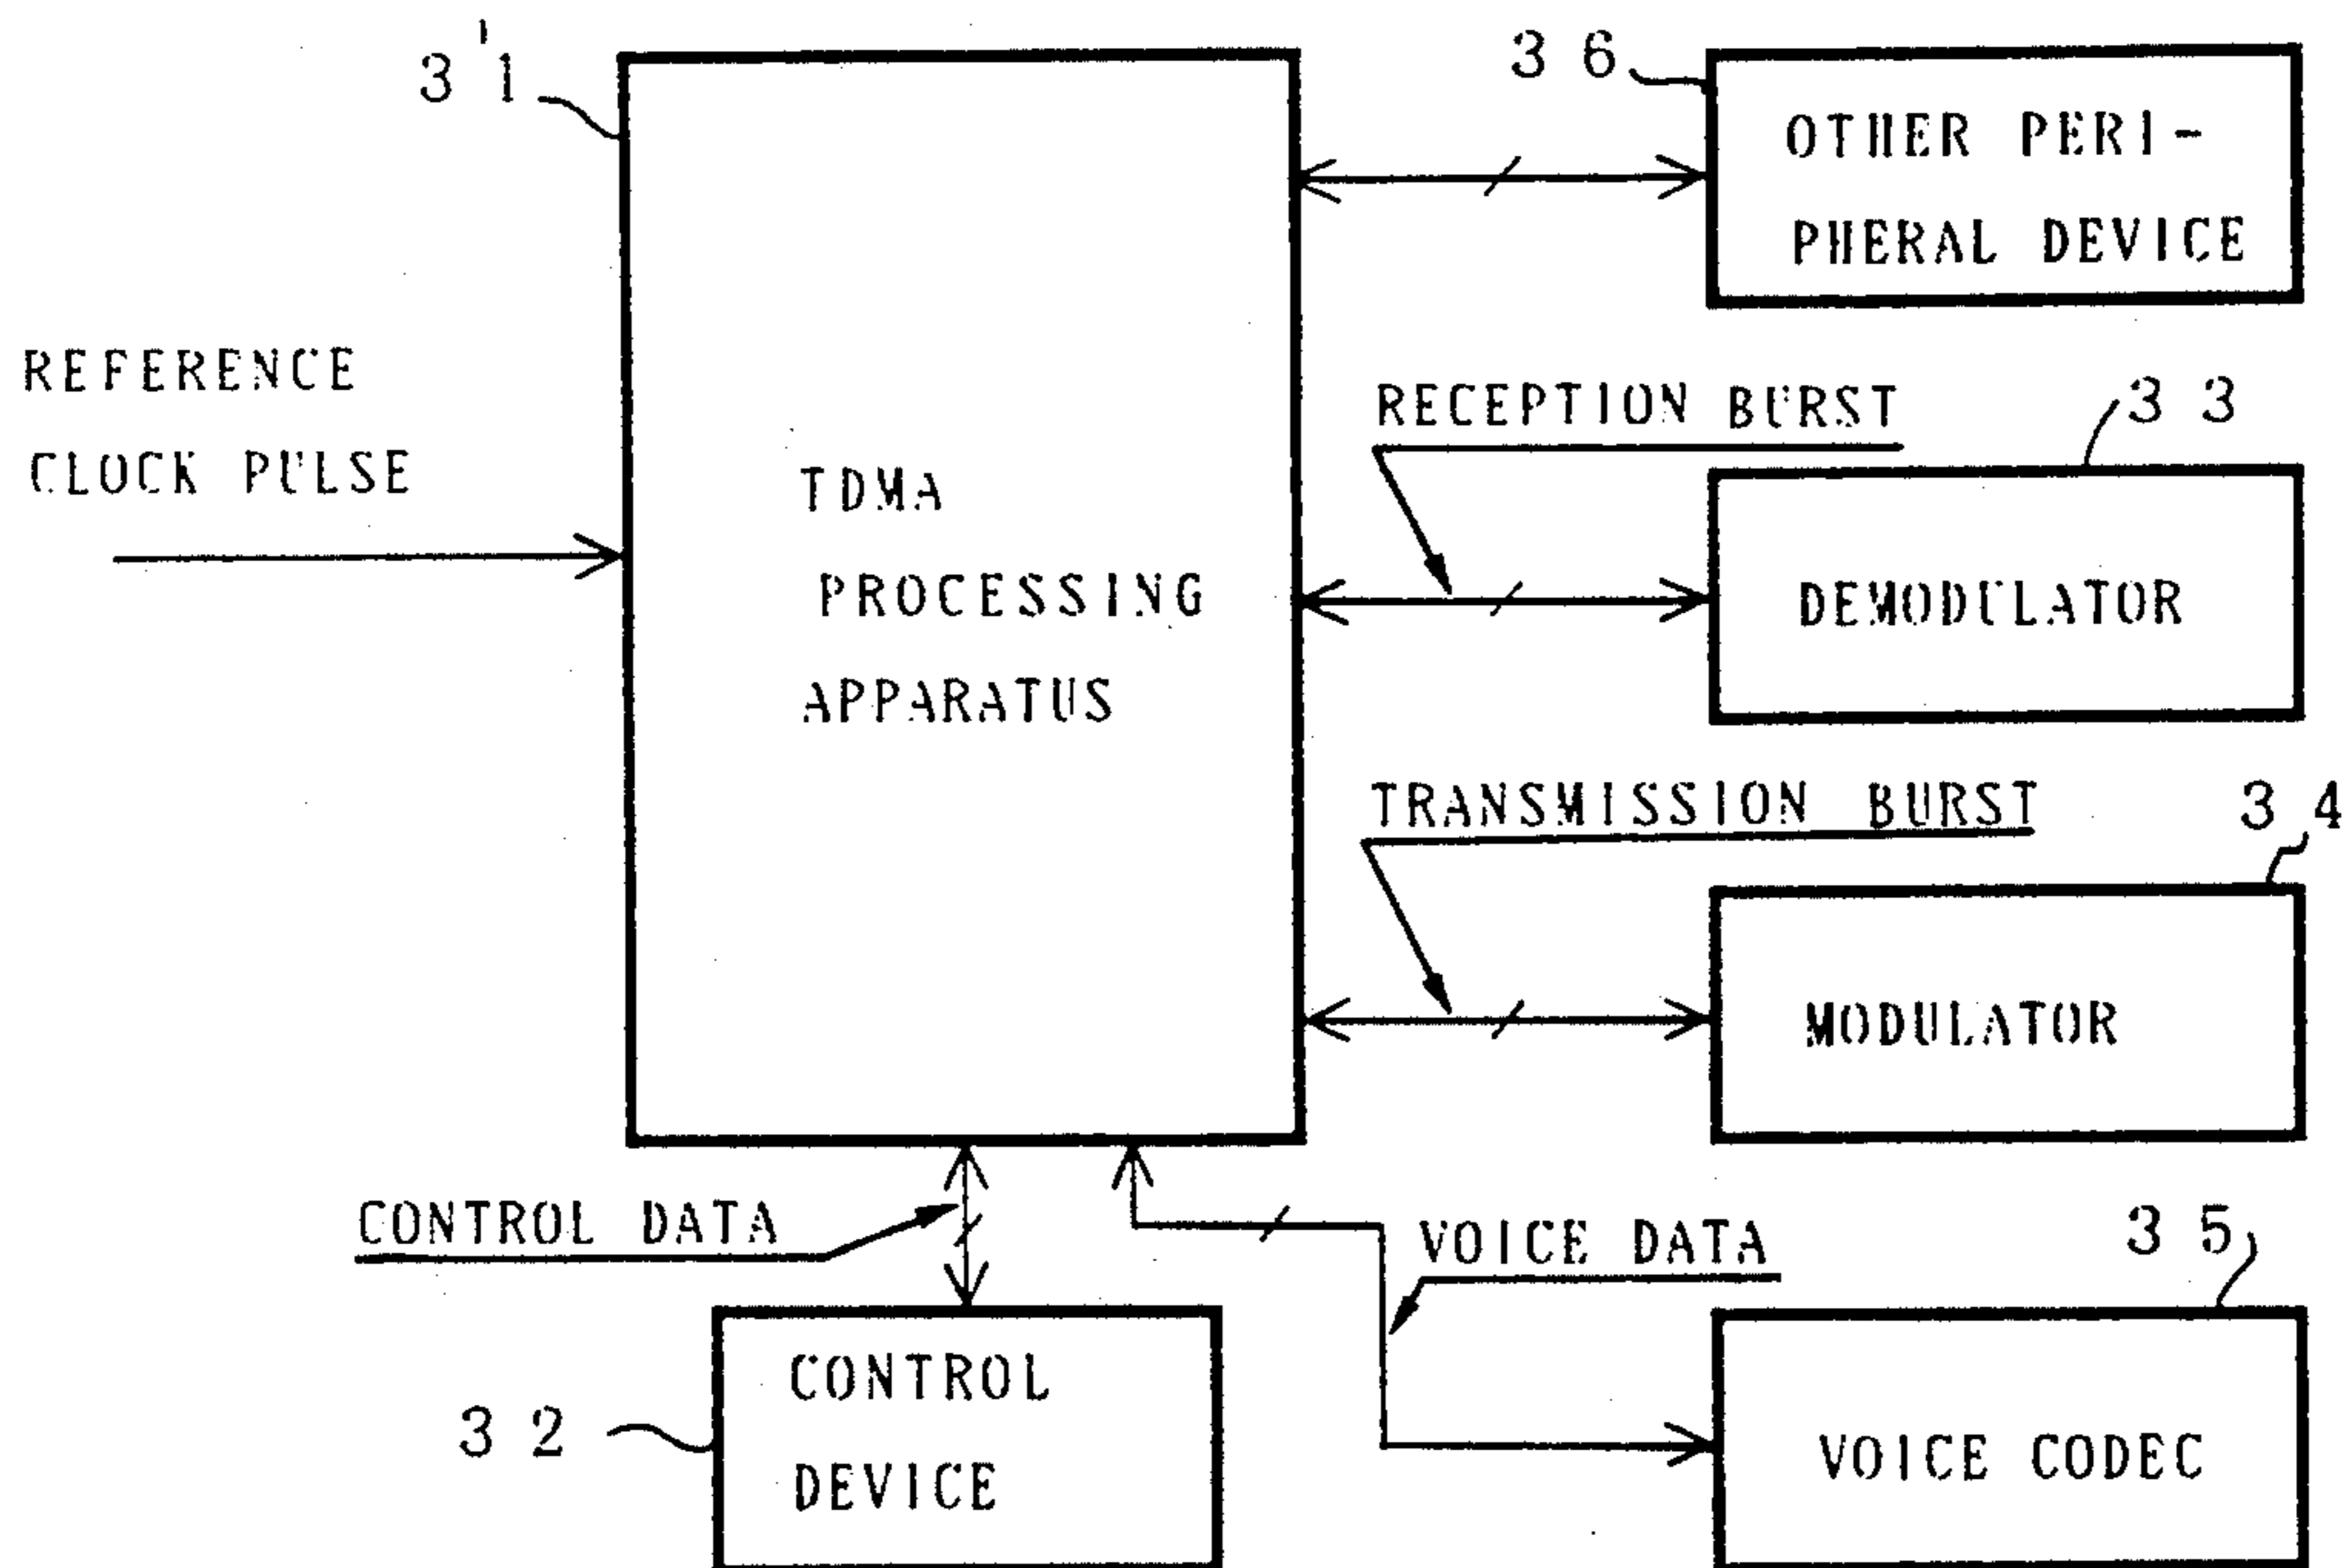 31
36
OTHER PERI-
PHERAL DEVICE
REFERENCE
CLOCK PULSE
TDMA
PROCESSING
APPARATUS
RECEPTION BURST
33
DEMODULATOR
TRANSMISSION BURST
34
MODULATOR
CONTROL DATA
VOICE DATA
35
32
CONTROL
DEVICE
VOICE CODEC